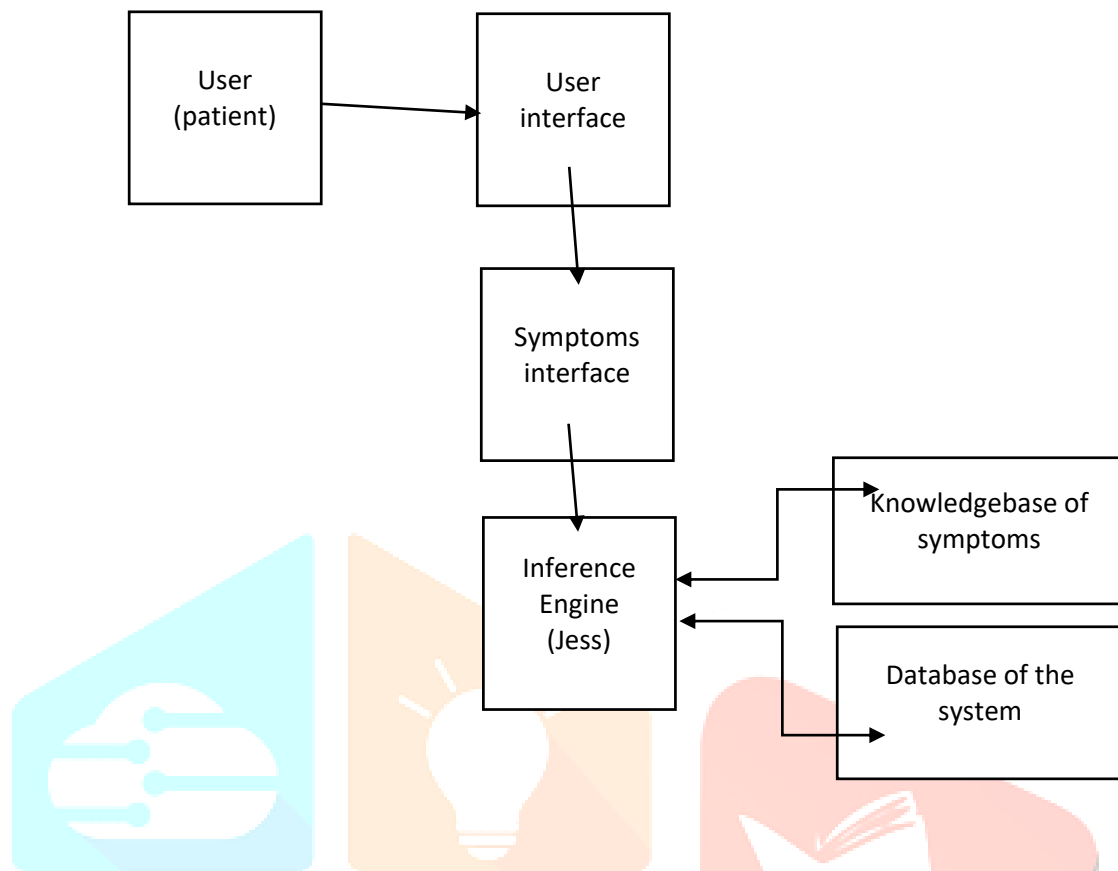 User
(patient)
User
interface
Symptoms
interface
Knowledgebase of
symptoms
Inference
Engine
(Jess)
Database of the
system